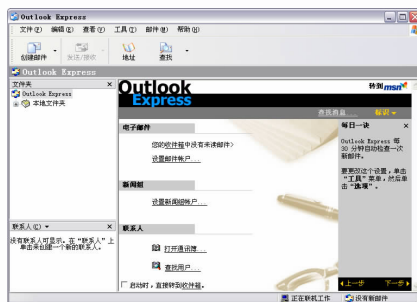 Outlook Express
文件(F) 编辑(E) 查看(V) 工具(T) 邮件(M) 帮助(H)
创建邮件 发送/接收 地址 查找
Outlook Express
文件夹 ×
Outlook Express
本地文件夹
Outlook Express
转到 msn
查找消息... 标识
电子邮件
您的收件箱中没有未读邮件>
设置邮件帐户...
新闻组
设置新闻组帐户...
联系人
打开通讯簿...
查找用户...
启动时，直接转到收件箱。
每日一诀 ×
Outlook Express 每
30 分钟自动检查一次
新邮件。
要更改这个设置，单击
“工具”菜单，然后单
击“选项”。
上一步 下一步
联系人(C) ×
没有联系人可显示。在“联系人”上
单击来创建一个新的联系人。
正在联机工作 没有新邮件